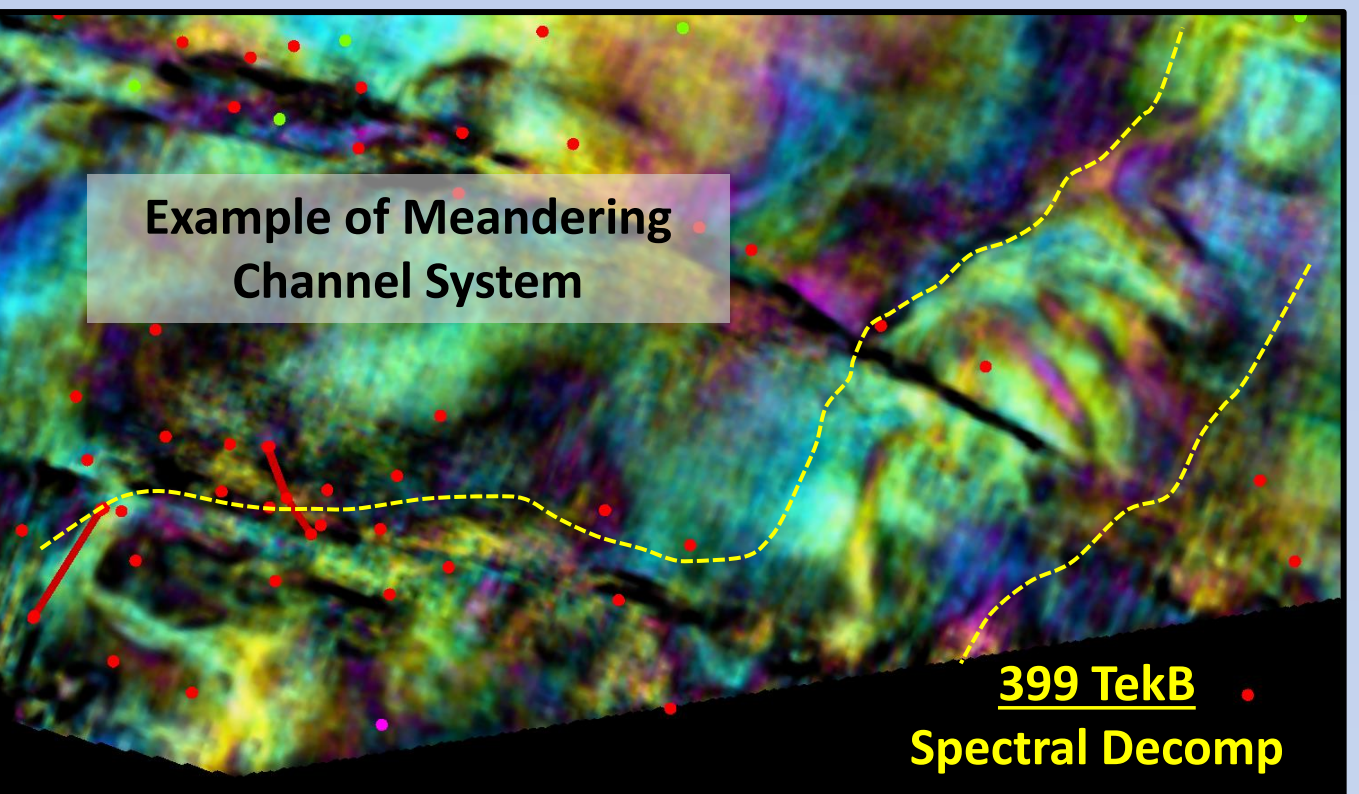 Example of Meandering
Channel System
399 TekB
Spectral Decomp